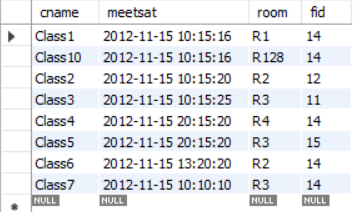 cname meetsat room fid
Class1 2012-11-15 10:15:16 R1 14
Class10 2012-11-15 10:15:16 R128 14
Class2 2012-11-15 10:15:20 R2 12
Class3 2012-11-15 10:15:25 R3 11
Class4 2012-11-15 20:15:20 R4 14
Class5 2012-11-15 20:15:20 R3 15
Class6 2012-11-15 13:20:20 R2 14
Class7 2012-11-15 10:10:10 R3 14
NULL NULL NULL NULL